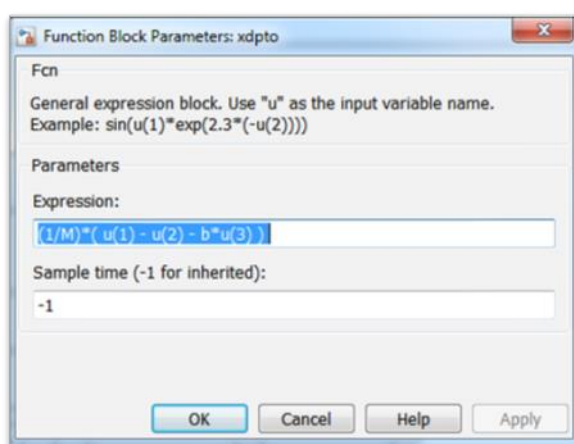 Function Block Parameters: xdpto
Fcn
General expression block. Use "u" as the input variable name.
Example: sin(u(1)*exp(2.3*(-u(2))))
Parameters
Expression:
(1/M)*( u(1) - u(2) - b*u(3) )
Sample time (-1 for inherited):
-1
OK Cancel Help Apply